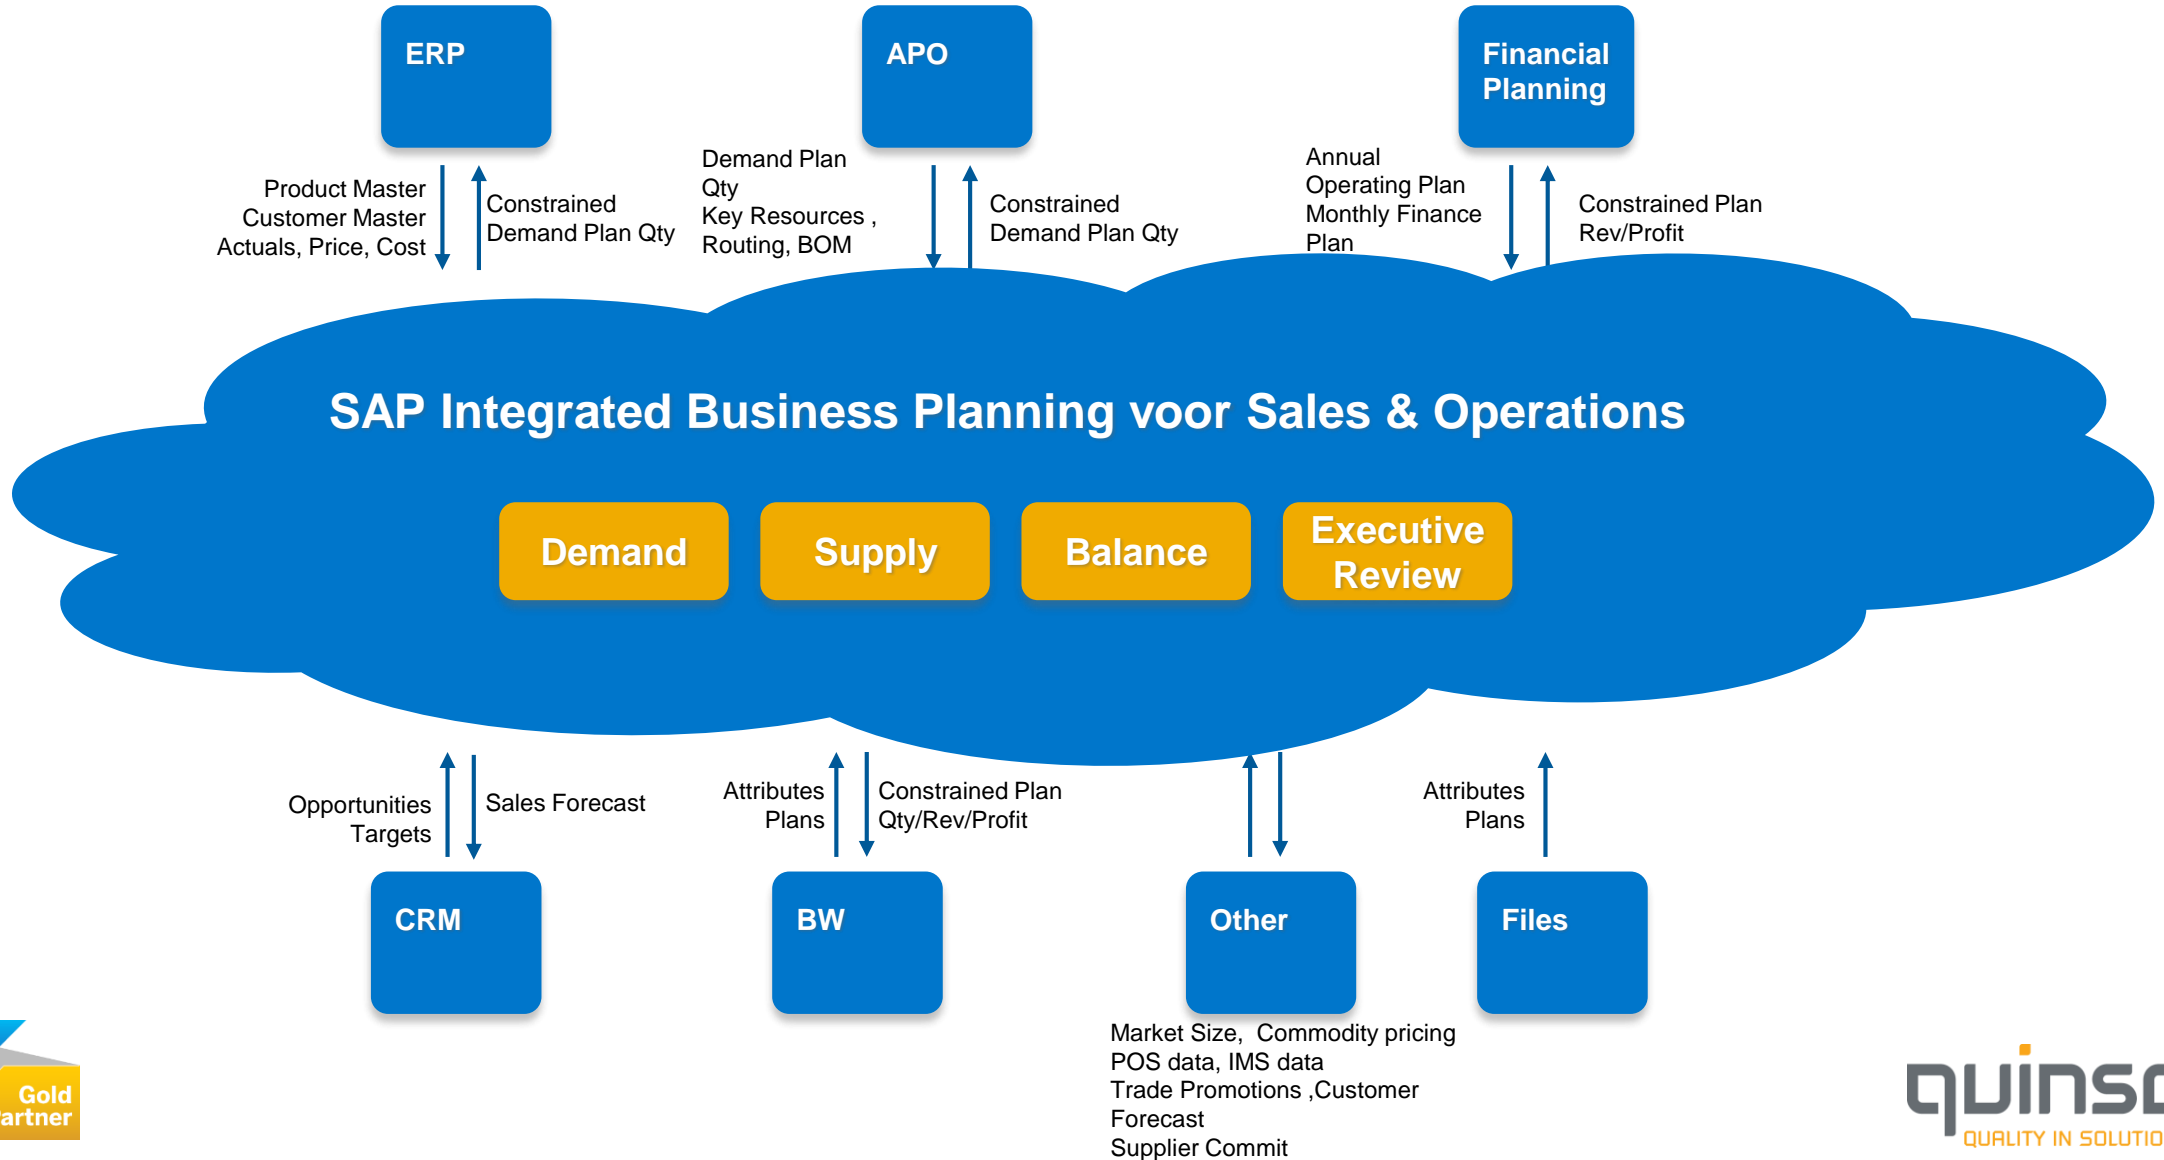 ERP
APO
Financial
Planning
Product Master
Customer Master
Actuals, Price, Cost
Constrained
Demand Plan Qty
Demand Plan
Qty
Key Resources ,
Routing, BOM
Constrained
Demand Plan Qty
Annual
Operating Plan
Monthly Finance
Plan
Constrained Plan
Rev/Profit
SAP Integrated Business Planning voor Sales & Operations
Demand
Supply
Balance
Executive
Review
Opportunities
Targets
Sales Forecast
Attributes
Plans
Constrained Plan
Qty/Rev/Profit
Attributes
Plans
CRM
BW
Other
Files
Market Size,  Commodity pricing
POS data, IMS data
Trade Promotions ,Customer
Forecast
Supplier Commit
Gold
Partner
QUALITY IN